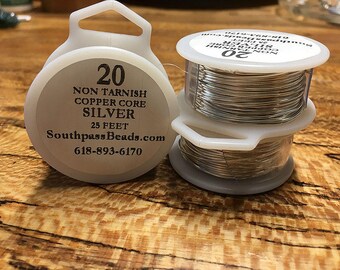 20
NON TARNISH
COPPER CORE
SILVER
25 FEET
SouthpassBeads.com
618-893-6170
20